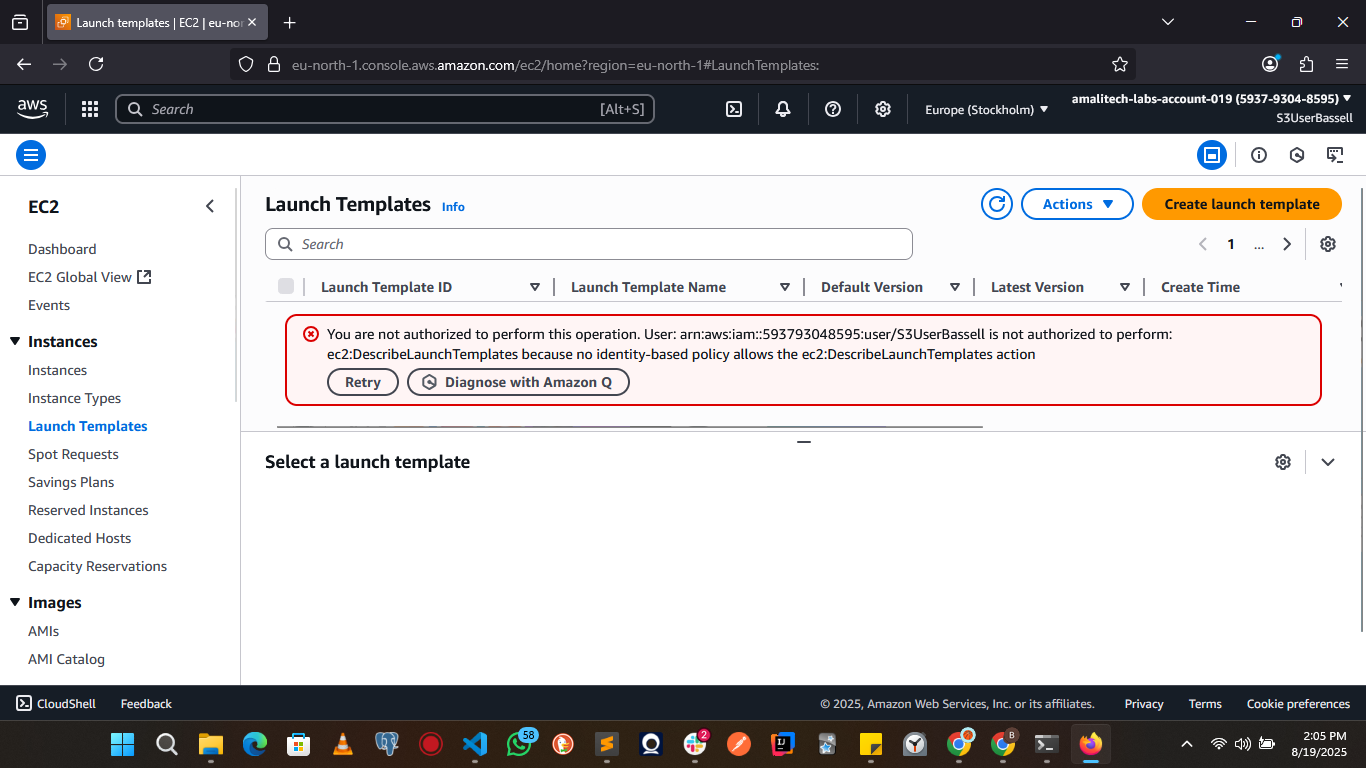 Launch templates | EC2 | eu-nor
eu-north-1.console.aws.amazon.com/ec2/home?region=eu-north-1#LaunchTemplates:
aws
Search
[Alt+S]
Europe (Stockholm)
amalitech-labs-account-019 (5937-9304-8595)
S3UserBassell
EC2
Dashboard
EC2 Global View
Events
Instances
Instances
Instance Types
Launch Templates
Spot Requests
Savings Plans
Reserved Instances
Dedicated Hosts
Capacity Reservations
Images
AMIs
AMI Catalog
Launch Templates Info
Actions
Create launch template
Search
1 ...
Launch Template ID
Launch Template Name
Default Version
Latest Version
Create Time
You are not authorized to perform this operation. User: arn:aws:iam::593793048595:user/S3UserBassell is not authorized to perform:
ec2:DescribeLaunchTemplates because no identity-based policy allows the ec2:DescribeLaunchTemplates action
Retry
Diagnose with Amazon Q
Select a launch template
CloudShell
Feedback
© 2025, Amazon Web Services, Inc. or its affiliates.
Privacy
Terms
Cookie preferences
58
2
B
2:05 PM
8/19/2025